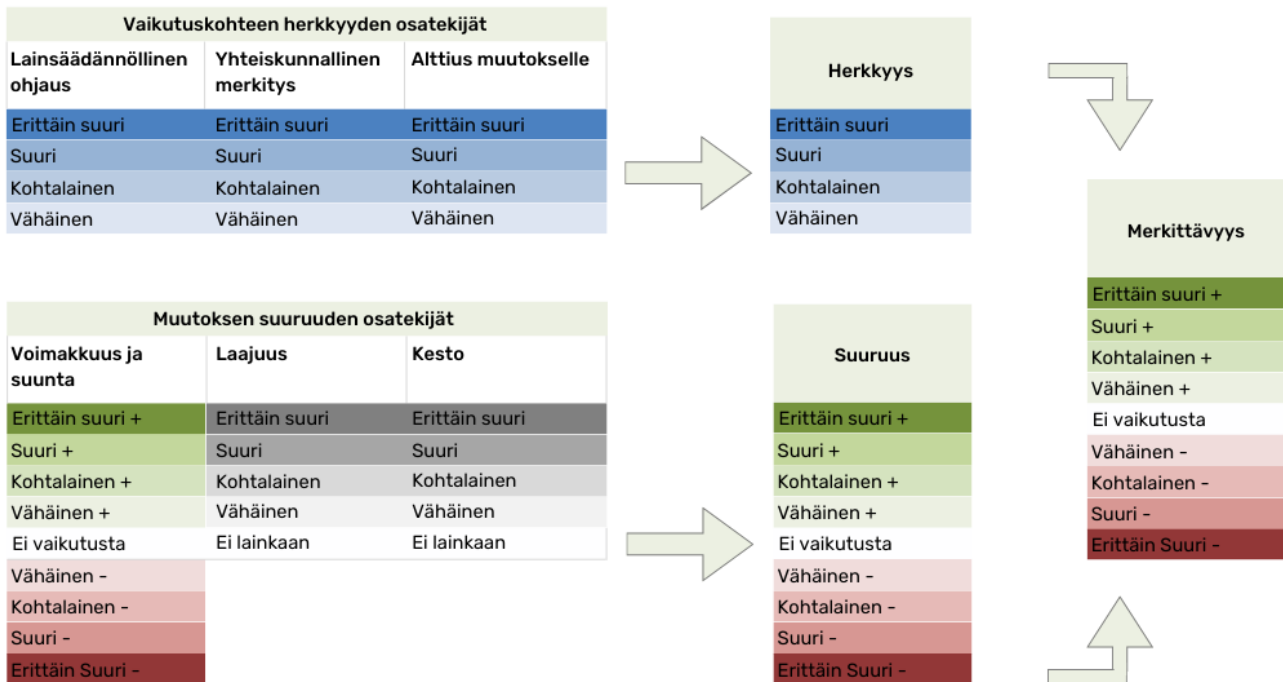 Vaikutuskohteen herkkyyden osatekijät
Lainsäädännöllinen ohjaus
Yhteiskunnallinen merkitys
Alttius muutokselle
Erittäin suuri Erittäin suuri Erittäin suuri
Suuri Suuri Suuri
Kohtalainen Kohtalainen Kohtalainen
Vähäinen Vähäinen Vähäinen
Herkkyys
Erittäin suuri
Suuri
Kohtalainen
Vähäinen
Muutoksen suuruuden osatekijät
Voimakkuus ja suunta
Laajuus
Kesto
Erittäin suuri + Erittäin suuri Erittäin suuri
Suuri + Suuri Suuri
Kohtalainen + Kohtalainen Kohtalainen
Vähäinen + Vähäinen Vähäinen
Ei vaikutusta Ei lainkaan Ei lainkaan
Vähäinen -
Kohtalainen -
Suuri -
Erittäin Suuri -
Suuruus
Erittäin suuri +
Suuri +
Kohtalainen +
Vähäinen +
Ei vaikutusta
Vähäinen -
Kohtalainen -
Suuri -
Erittäin Suuri -
Merkittävyys
Erittäin suuri +
Suuri +
Kohtalainen +
Vähäinen +
Ei vaikutusta
Vähäinen -
Kohtalainen -
Suuri -
Erittäin Suuri -